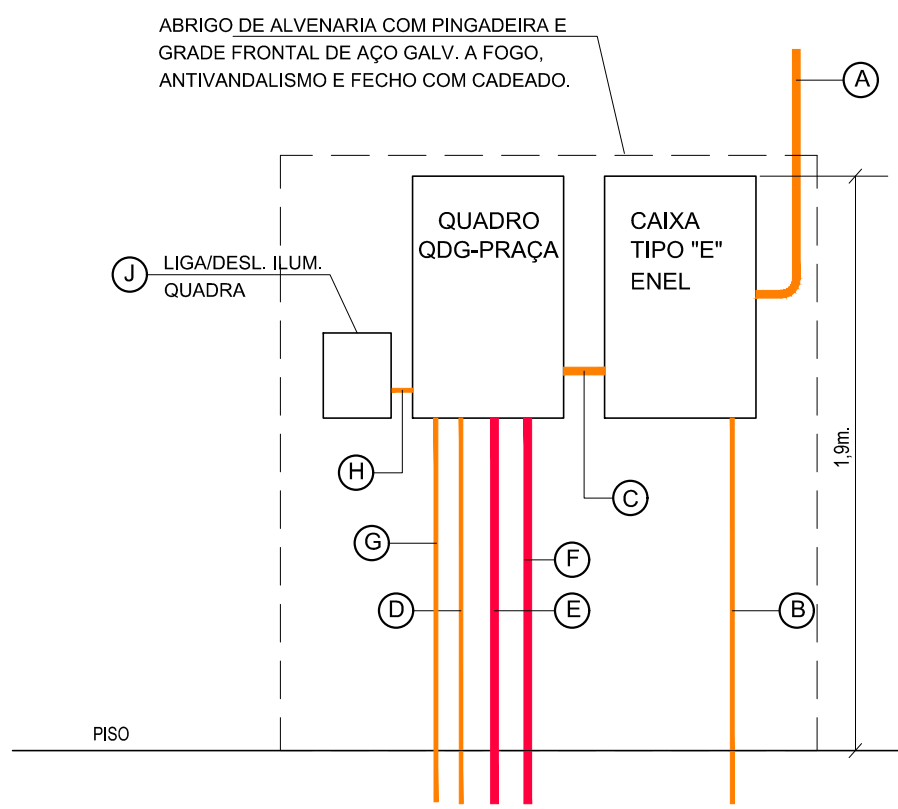 ABRIGO DE ALVENARIA COM PINGADEIRA E
GRADE FRONTAL DE AÇO GALV. A FOGO,
ANTIVANDALISMO E FECHO COM CADEADO.
A
QUADRO
QDG-PRAÇA
CAIXA
TIPO "E"
ENEL
J
LIGA/DESL. ILUM.
QUADRA
H
C
1,9m.
G
F
D
E
B
PISO